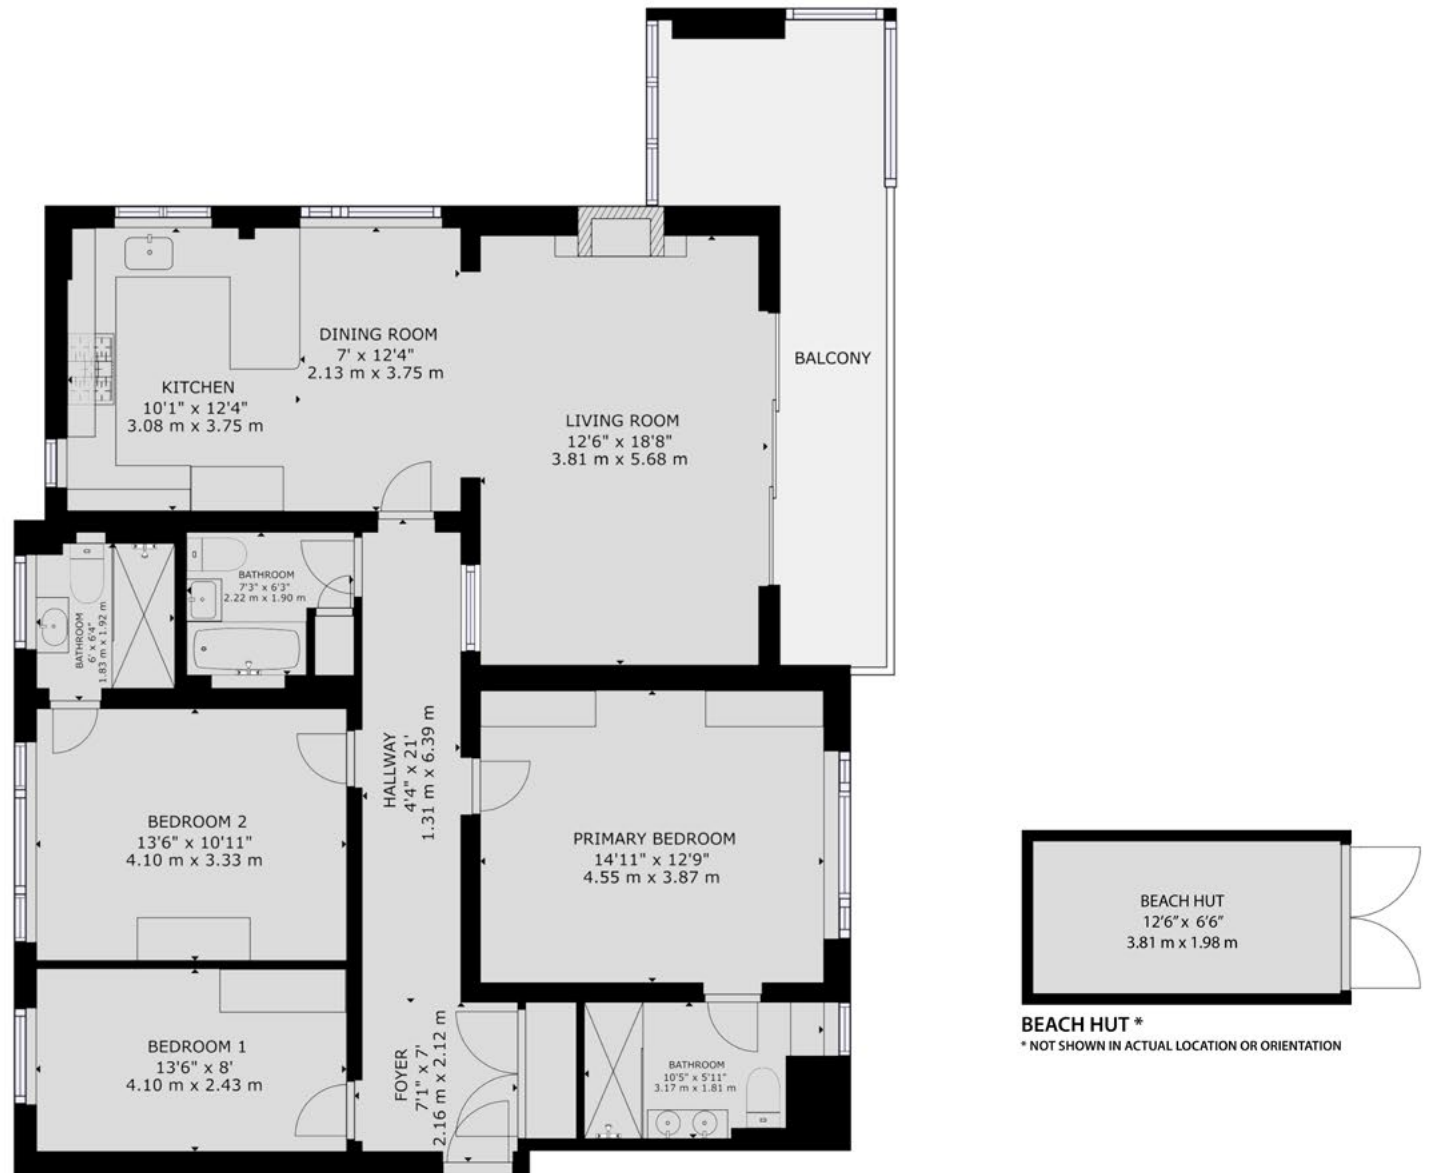 DINING ROOM
7' x 12'4"
2.13 m x 3.75 m
KITCHEN
10'1" x 12'4"
3.08 m x 3.75 m
LIVING ROOM
12'6" x 18'8"
3.81 m x 5.68 m
BALCONY
BATHROOM
6' x 6'4"
1.83 m x 1.92 m
BATHROOM
7'3" x 6'3"
2.22 m x 1.90 m
HALLWAY
4'4" x 21'
1.31 m x 6.39 m
BEDROOM 2
13'6" x 10'11"
4.10 m x 3.33 m
PRIMARY BEDROOM
14'11" x 12'9"
4.55 m x 3.87 m
BEDROOM 1
13'6" x 8'
4.10 m x 2.43 m
FOYER
7'1" x 7'
2.16 m x 2.12 m
BATHROOM
10'5" x 5'11"
3.17 m x 1.81 m
BEACH HUT
12'6" x 6'6"
3.81 m x 1.98 m
BEACH HUT *
* NOT SHOWN IN ACTUAL LOCATION OR ORIENTATION